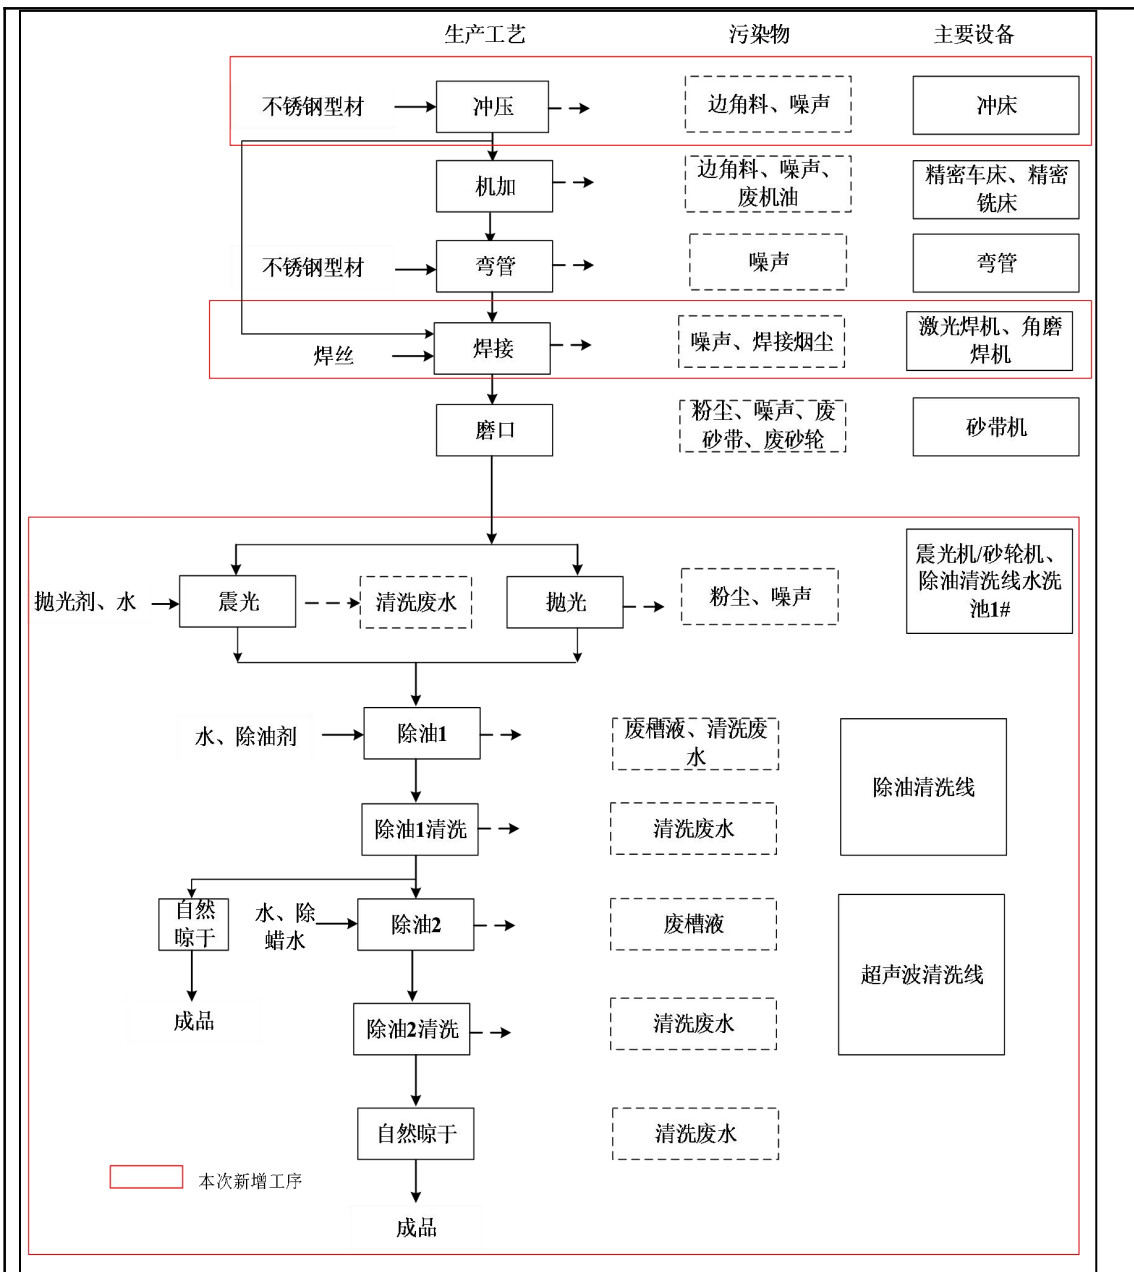 生产工艺
污染物
主要设备
不锈钢型材
冲压
边角料、噪声
冲床
机加
边角料、噪声、
废机油
精密车床、精密
铣床
不锈钢型材
弯管
噪声
弯管
焊丝
焊接
噪声、焊接烟尘
激光焊机、角磨
焊机
磨口
粉尘、噪声、废
砂带、废砂轮
砂带机
抛光剂、水
震光
清洗废水
抛光
粉尘、噪声
震光机/砂轮机、
除油清洗线水洗
池1#
水、除油剂
除油1
废槽液、清洗废
水
除油清洗线
除油1清洗
清洗废水
自然
晾干
水、除
蜡水
除油2
废槽液
超声波清洗线
成品
除油2清洗
清洗废水
自然晾干
清洗废水
本次新增工序
成品